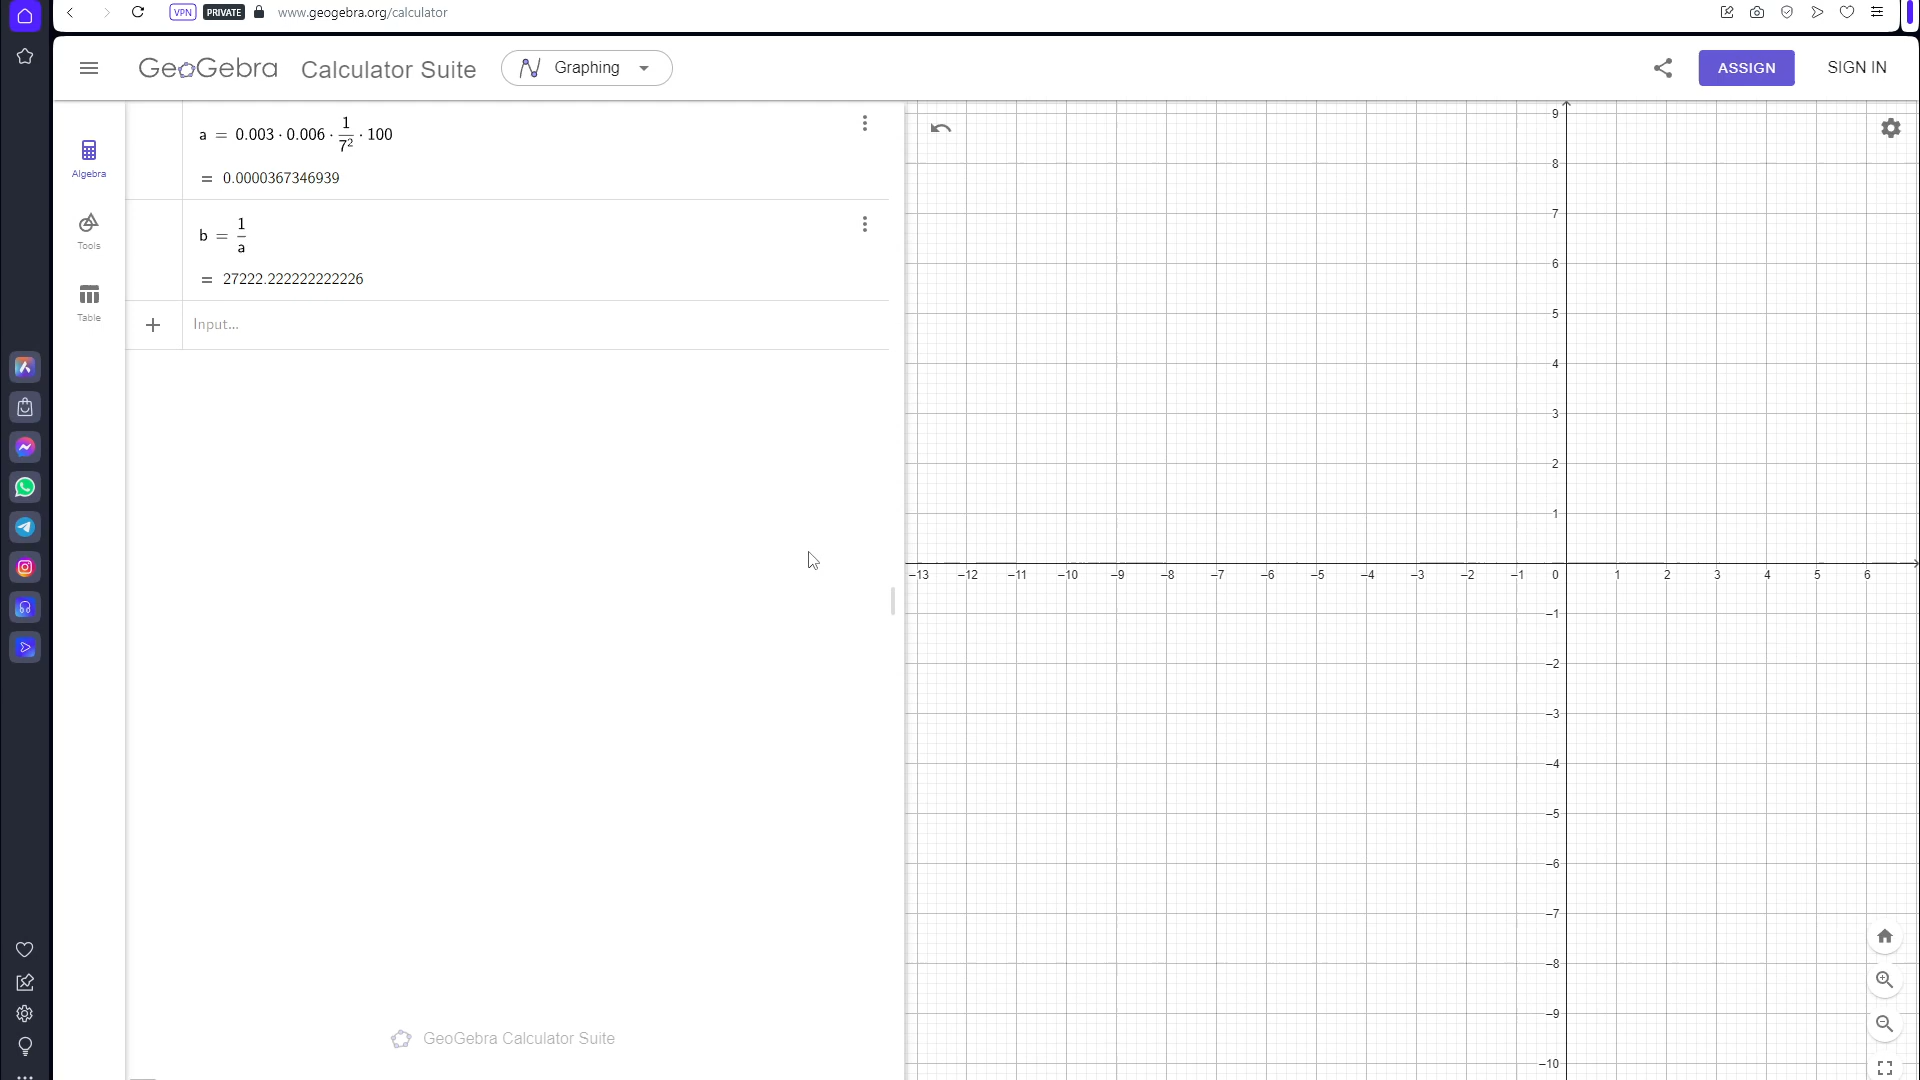 VPN PRIVATE www.geogebra.org/calculator
GeoGebra Calculator Suite Graphing ASSIGN SIGN IN
Algebra
Tools
Table
a = 0.003 · 0.006 · 1/7² · 100
= 0.0000367346939
b = 1/a
= 27222.222222222226
+ Input...
GeoGebra Calculator Suite
9
8
7
6
5
4
3
2
1
–13 –12 –11 –10 –9 –8 –7 –6 –5 –4 –3 –2 –1 0 1 2 3 4 5 6
–1
–2
–3
–4
–5
–6
–7
–8
–9
–10